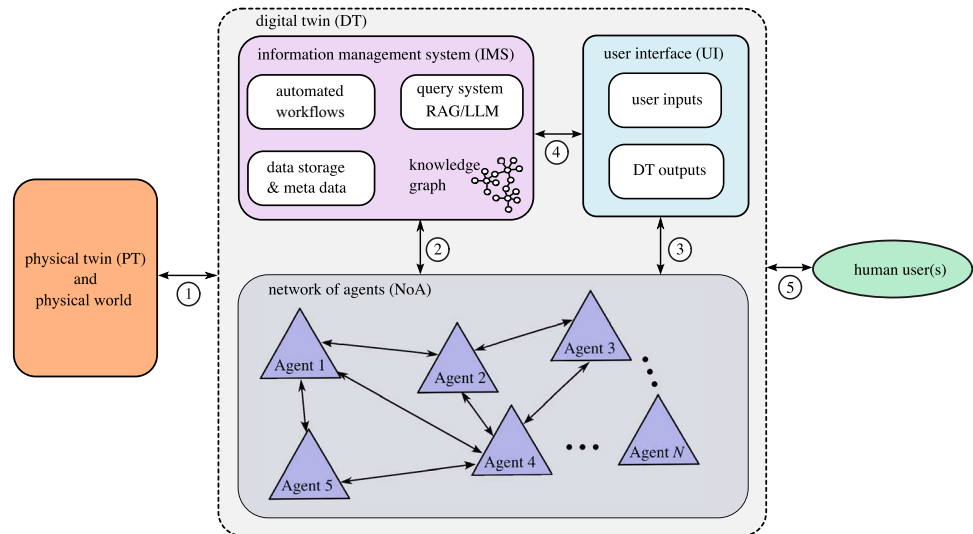 digital twin (DT)
information management system (IMS)
automated
workflows
query system
RAG/LLM
data storage
& meta data
knowledge
graph
user interface (UI)
user inputs
DT outputs
4
2
3
physical twin (PT)
and
physical world
1
5
human user(s)
network of agents (NoA)
Agent 1
Agent 2
Agent 3
Agent 4
Agent 5
Agent N